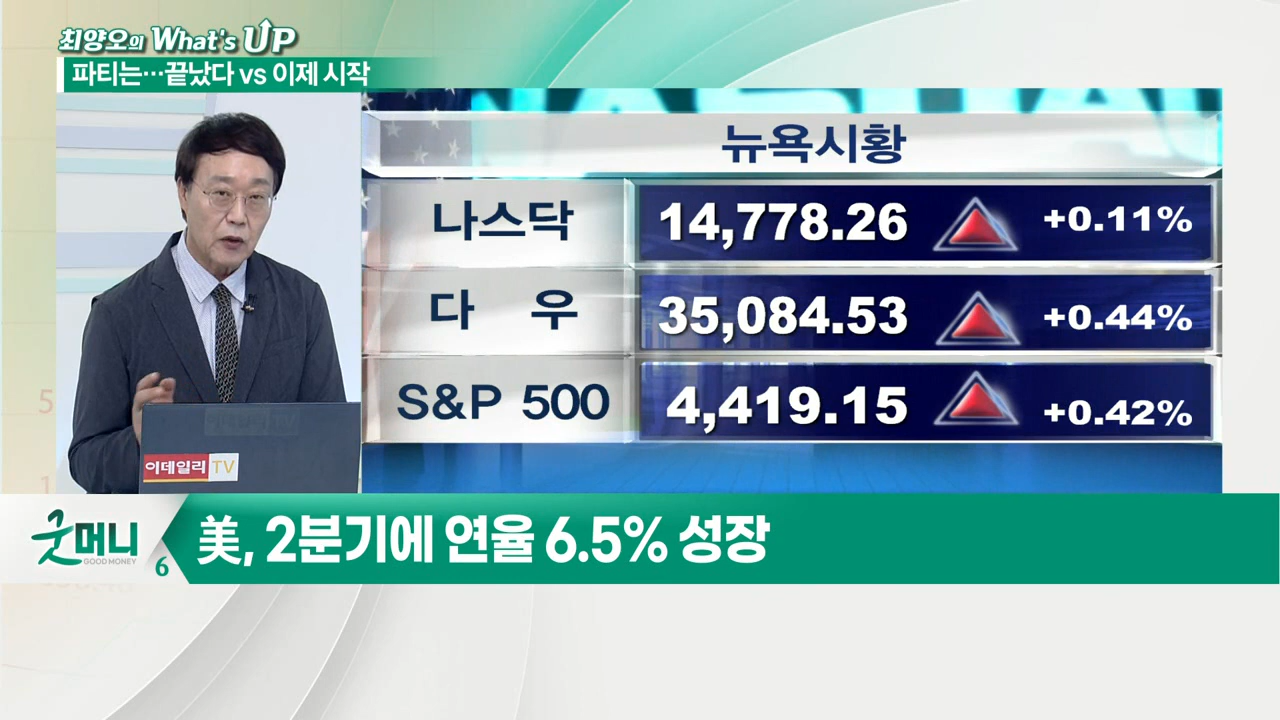 최양오의 What's UP
파티는…끝났다 vs 이제 시작
뉴욕시황
나스닥 14,778.26 +0.11%
다 우 35,084.53 +0.44%
S&P 500 4,419.15 +0.42%
이데일리 TV
굿머니
GOOD MONEY
6
美, 2분기에 연율 6.5% 성장